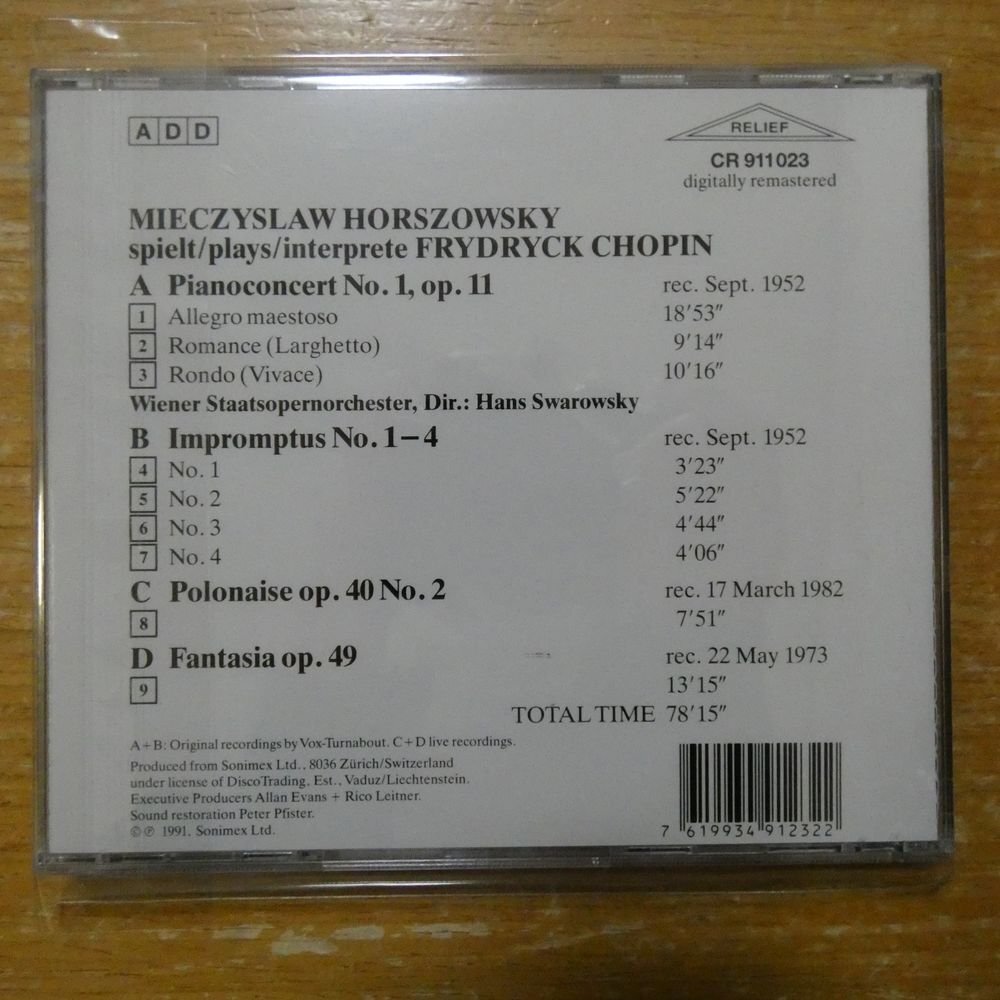 ADD
RELIEF
CR 911023
digitally remastered
MIECZYSLAW HORSZOWSKY
spielt/plays/interprete FRYDRYCK CHOPIN
A Pianoconcert No. 1, op. 11 rec. Sept. 1952
1 Allegro maestoso 18′53″
2 Romance (Larghetto) 9′14″
3 Rondo (Vivace) 10′16″
Wiener Staatsopernorchester, Dir.: Hans Swarowsky
B Impromptus No. 1–4 rec. Sept. 1952
4 No. 1 3′23″
5 No. 2 5′22″
6 No. 3 4′44″
7 No. 4 4′06″
C Polonaise op. 40 No. 2 rec. 17 March 1982
8 7′51″
D Fantasia op. 49 rec. 22 May 1973
9 13′15″
TOTAL TIME 78′15″
A+B: Original recordings by Vox-Turnabout. C+D live recordings.
Produced from Sonimex Ltd., 8036 Zürich/Switzerland
under license of DiscoTrading. Est., Vaduz/Liechtenstein.
Executive Producers Allan Evans + Rico Leitner.
Sound restoration Peter Pfister.
©℗ 1991, Sonimex Ltd.
7 619934 912322